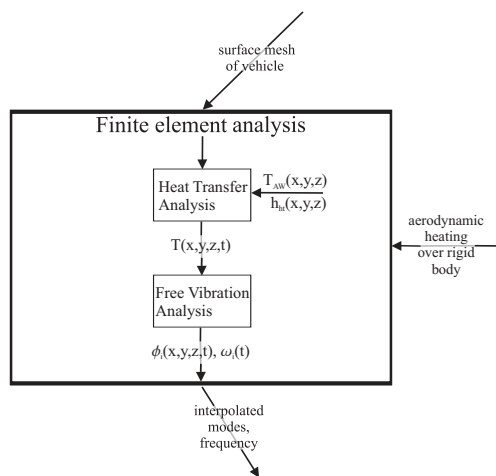 surface mesh
of vehicle
Finite element analysis
Heat Transfer
Analysis
T_AW(x,y,z)
h_ht(x,y,z)
aerodynamic
heating
over rigid
body
T(x,y,z,t)
Free Vibration
Analysis
ϕ_i(x,y,z,t), ω_i(t)
interpolated
modes,
frequency